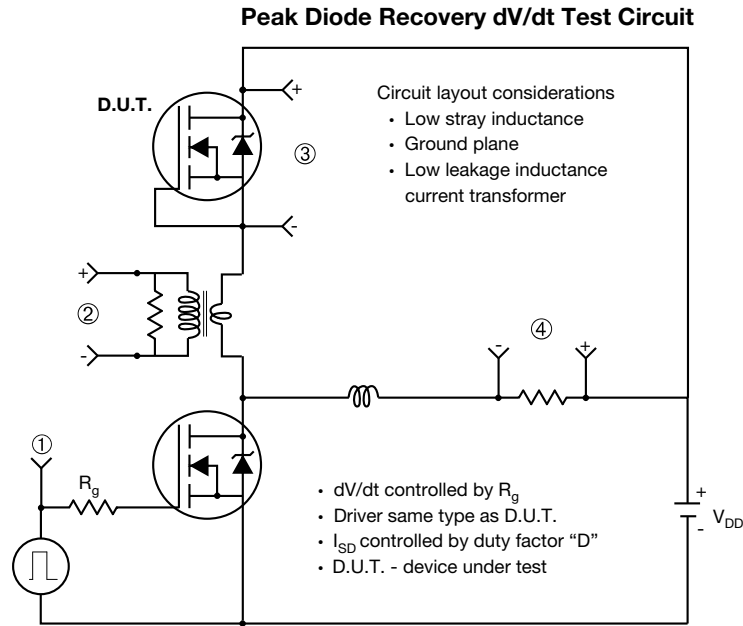 Peak Diode Recovery dV/dt Test Circuit
D.U.T.
+
-
③
Circuit layout considerations
• Low stray inductance
• Ground plane
• Low leakage inductance
current transformer
+
②
-
-
④
+
①
Rg
• dV/dt controlled by Rg
• Driver same type as D.U.T.
• ISD controlled by duty factor “D”
• D.U.T. - device under test
+
-
VDD